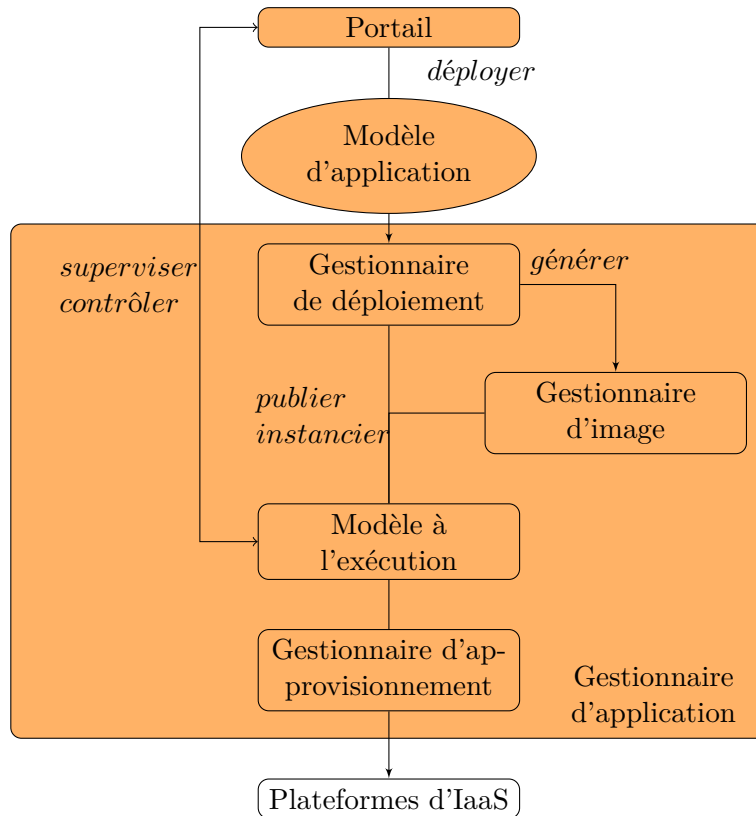 Portail
déployer
Modèle
d'application
Gestionnaire
de déploiement
générer
superviser
contrôler
publier
instancier
Gestionnaire
d'image
Modèle à
l'exécution
Gestionnaire d'ap-
provisionnement
Gestionnaire
d'application
Plateformes d'IaaS